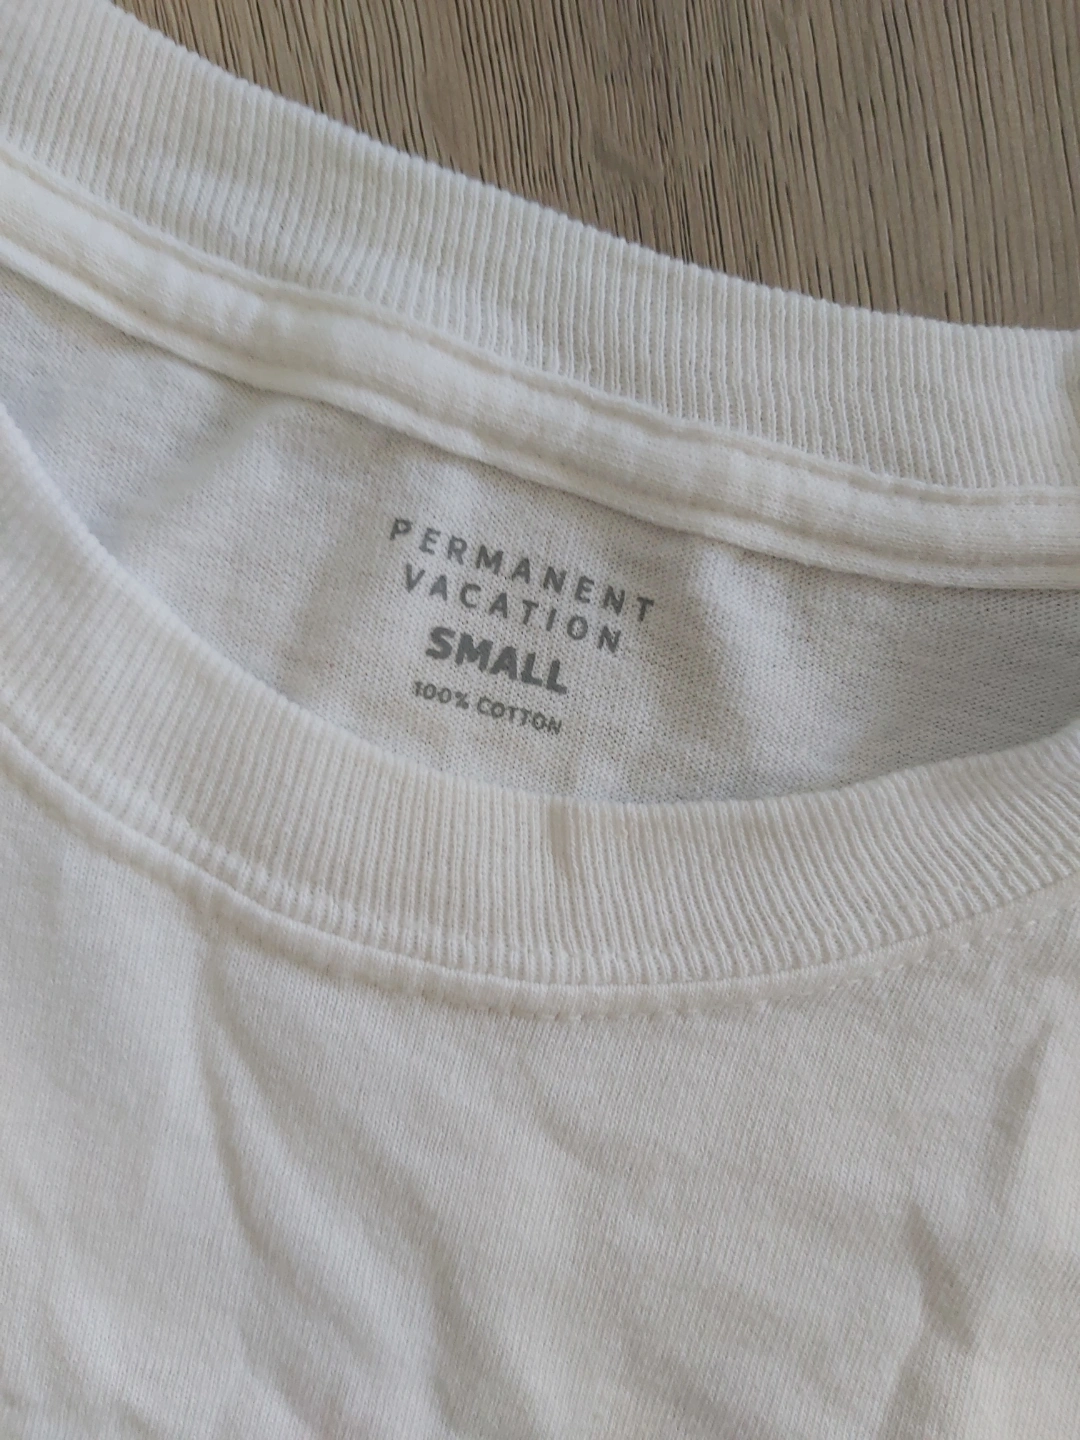 PERMANENT
VACATION
SMALL
100% COTTON